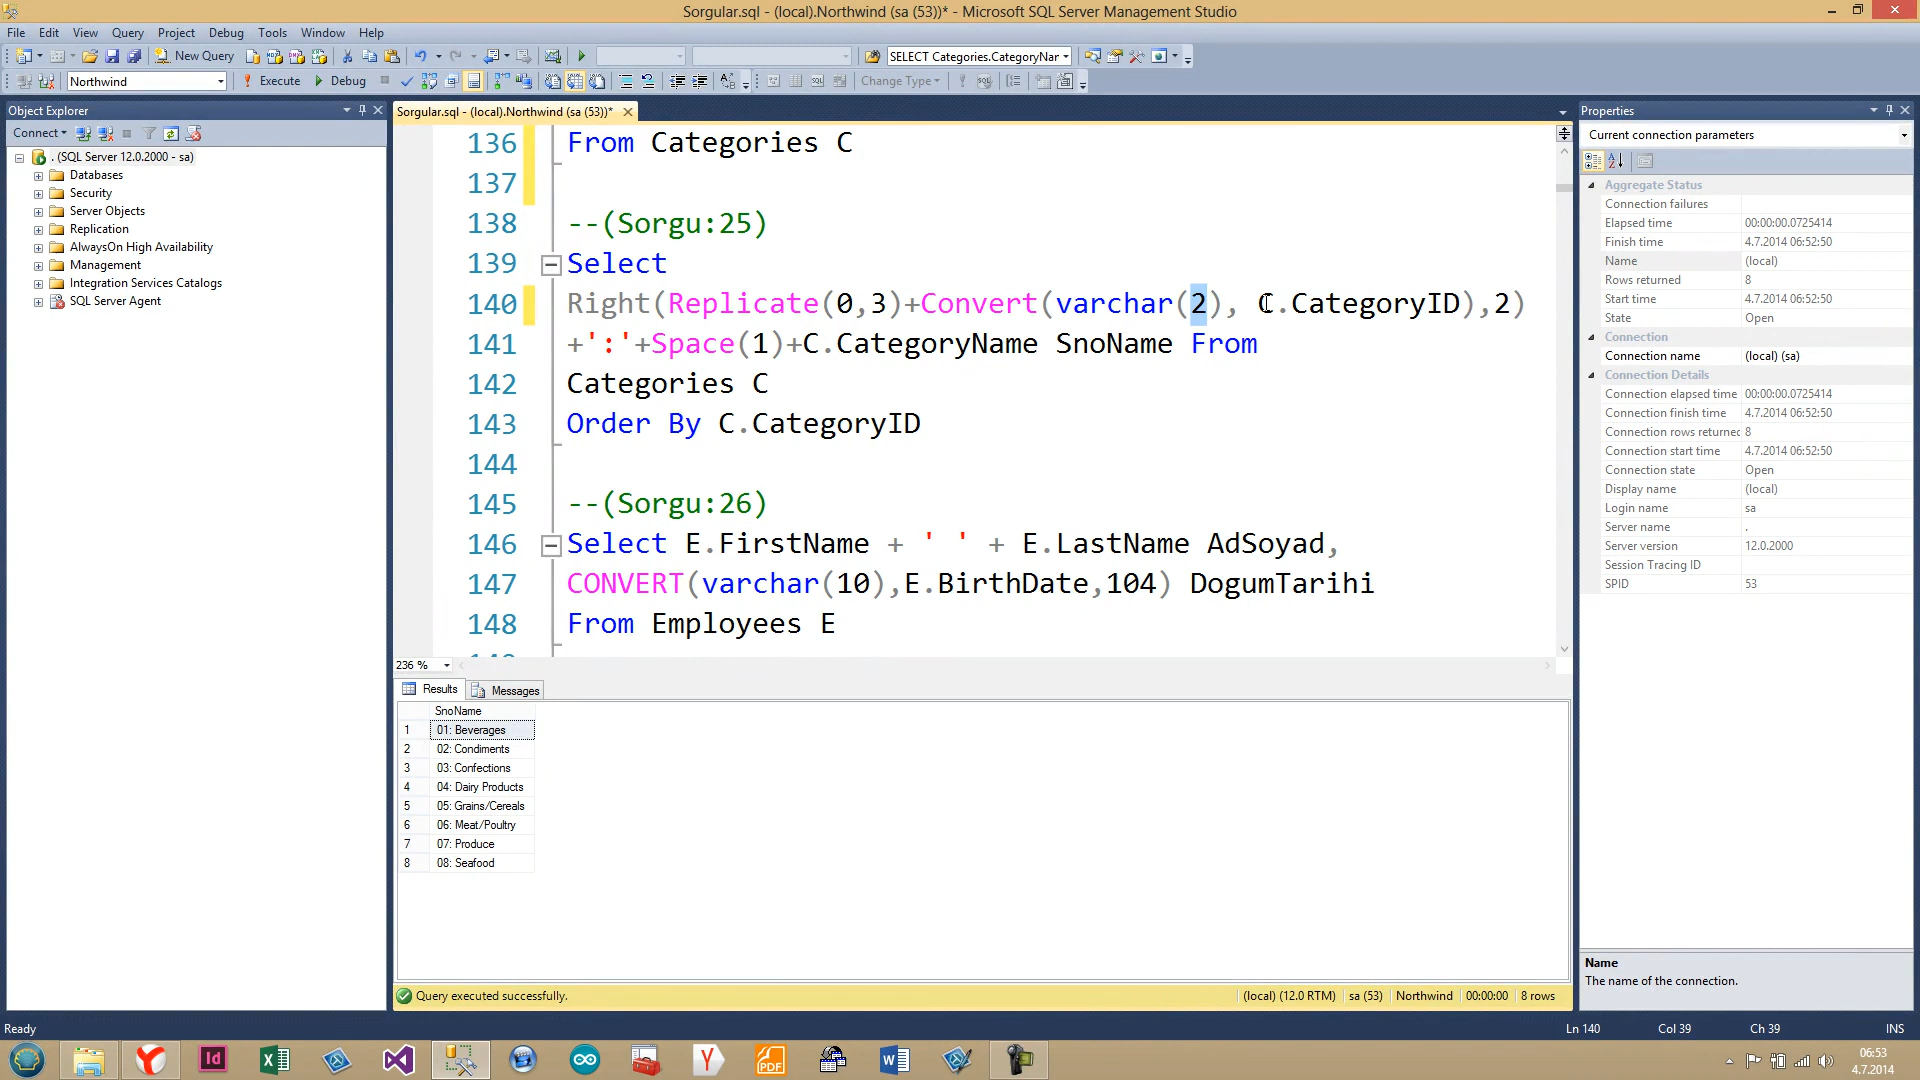 Sorgular.sql - (local).Northwind (sa (53))* - Microsoft SQL Server Management Studio
File Edit View Query Project Debug Tools Window Help
New Query SELECT Categories.CategoryNar
Northwind Execute Debug Change Type
Object Explorer
Connect
. (SQL Server 12.0.2000 - sa)
Databases
Security
Server Objects
Replication
AlwaysOn High Availability
Management
Integration Services Catalogs
SQL Server Agent
Sorgular.sql - (local).Northwind (sa (53))*
136 From Categories C
137
138 --(Sorgu:25)
139 Select
140 Right(Replicate(0,3)+Convert(varchar(2), C.CategoryID),2)
141 +':'+Space(1)+C.CategoryName SnoName From
142 Categories C
143 Order By C.CategoryID
144
145 --(Sorgu:26)
146 Select E.FirstName + ' ' + E.LastName AdSoyad,
147 CONVERT(varchar(10),E.BirthDate,104) DogumTarihi
148 From Employees E
236 %
Results Messages
SnoName
1 01: Beverages
2 02: Condiments
3 03: Confections
4 04: Dairy Products
5 05: Grains/Cereals
6 06: Meat/Poultry
7 07: Produce
8 08: Seafood
Query executed successfully. (local) (12.0 RTM) sa (53) Northwind 00:00:00 8 rows
Properties
Current connection parameters
Aggregate Status
Connection failures
Elapsed time 00:00:00.0725414
Finish time 4.7.2014 06:52:50
Name (local)
Rows returned 8
Start time 4.7.2014 06:52:50
State Open
Connection
Connection name (local) (sa)
Connection Details
Connection elapsed time 00:00:00.0725414
Connection finish time 4.7.2014 06:52:50
Connection rows returned 8
Connection start time 4.7.2014 06:52:50
Connection state Open
Display name (local)
Login name sa
Server name .
Server version 12.0.2000
Session Tracing ID
SPID 53
Name
The name of the connection.
Ready Ln 140 Col 39 Ch 39 INS
Id PDF
06:53
4.7.2014